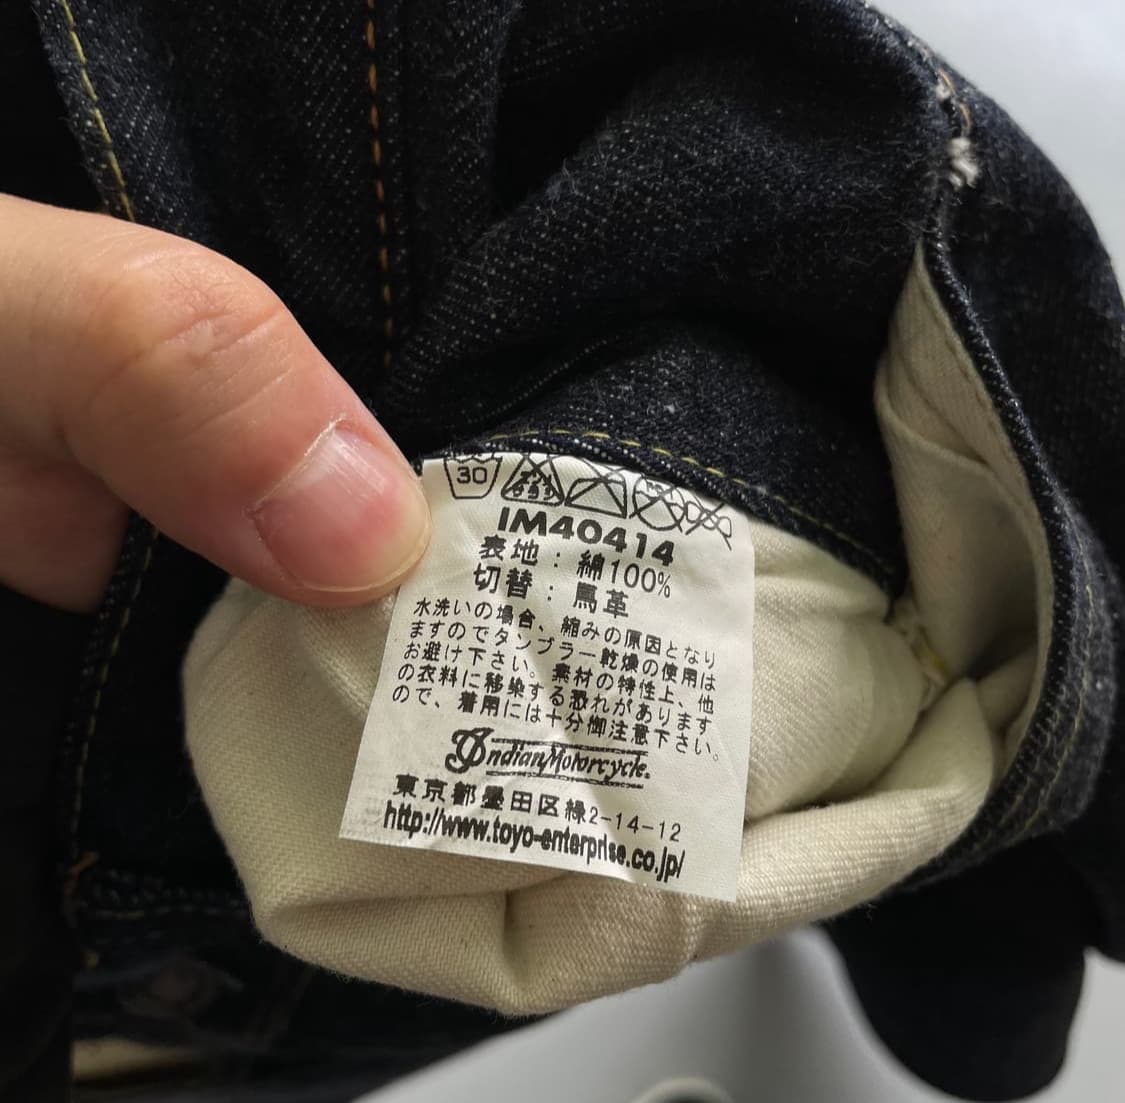 30
IM40414
表地：綿100%
切替：馬革
水洗いの場合、縮みの原因となり
ますのでタンブラー乾燥の使用は
お避け下さい。素材の特性上、他
の衣料に移染する恐れがあります
ので、着用には十分御注意下さい。
Indian Motorcycle.
東京都墨田区緑2-14-12
http://www.toyo-enterprise.co.jp/